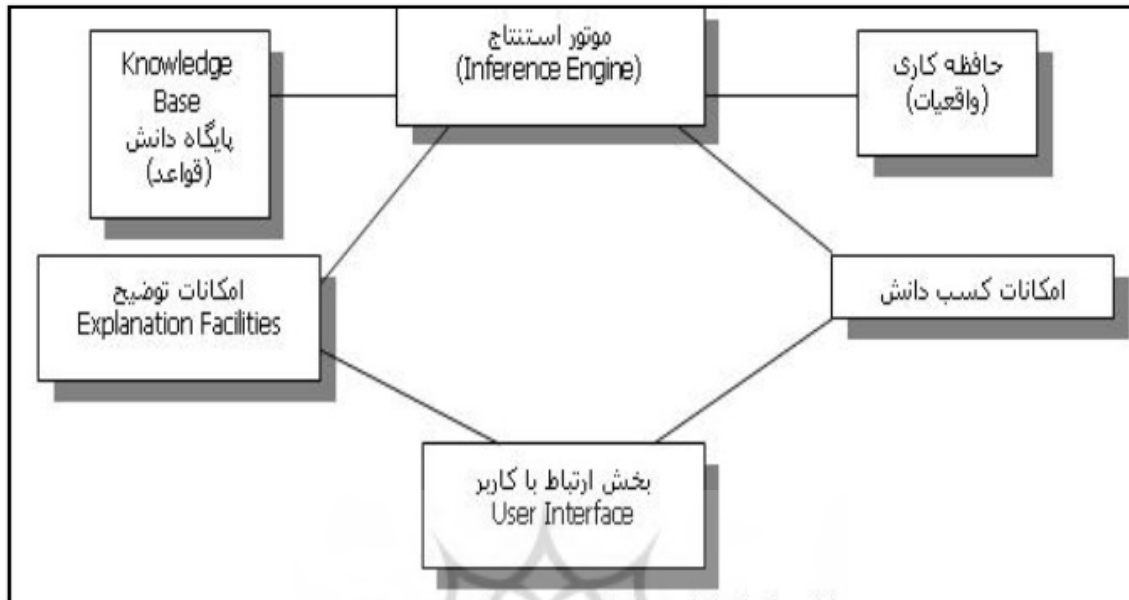 موتور استنتاج
(Inference Engine)
Knowledge
Base
پایگاه دانش
(قواعد)
حافظه کاری
(واقعیات)
امکانات توضیح
Explanation Facilities
امکانات کسب دانش
بخش ارتباط با کاربر
User Interface